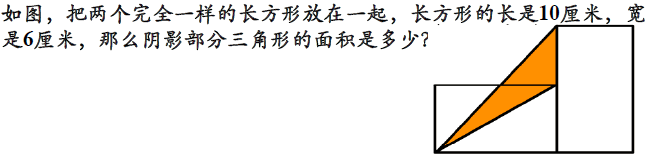 如图，把两个完全一样的长方形放在一起，长方形的长是10厘米，宽
是6厘米，那么阴影部分三角形的面积是多少？